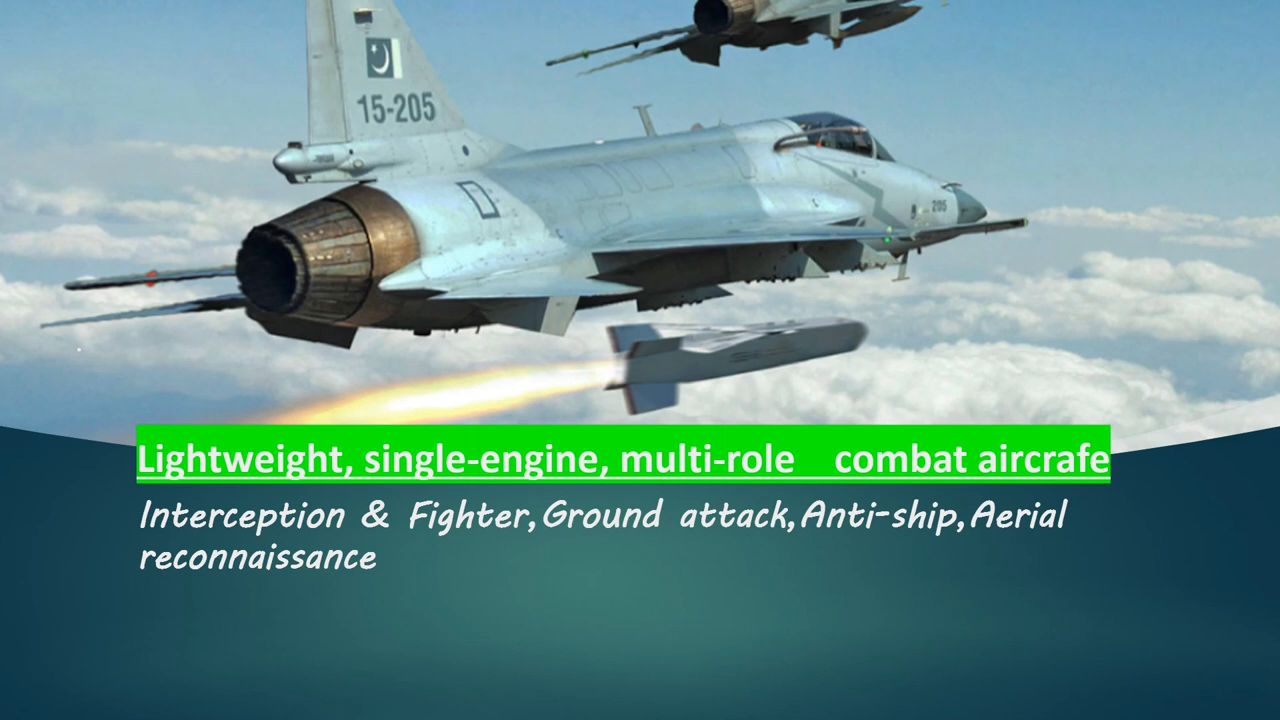 15-205
205
Lightweight, single-engine, multi-role combat aircrafe
Interception & Fighter,Ground attack,Anti-ship,Aerial
reconnaissance